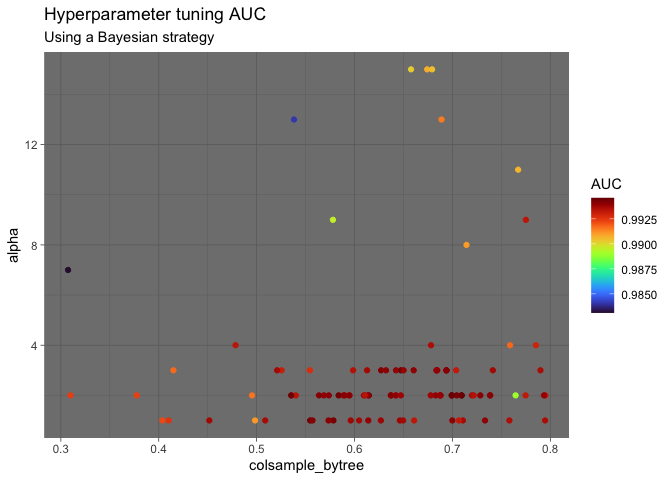 Hyperparameter tuning AUC
Using a Bayesian strategy
12
8
4
alpha
0.3 0.4 0.5 0.6 0.7 0.8
colsample_bytree
AUC
0.9925
0.9900
0.9875
0.9850